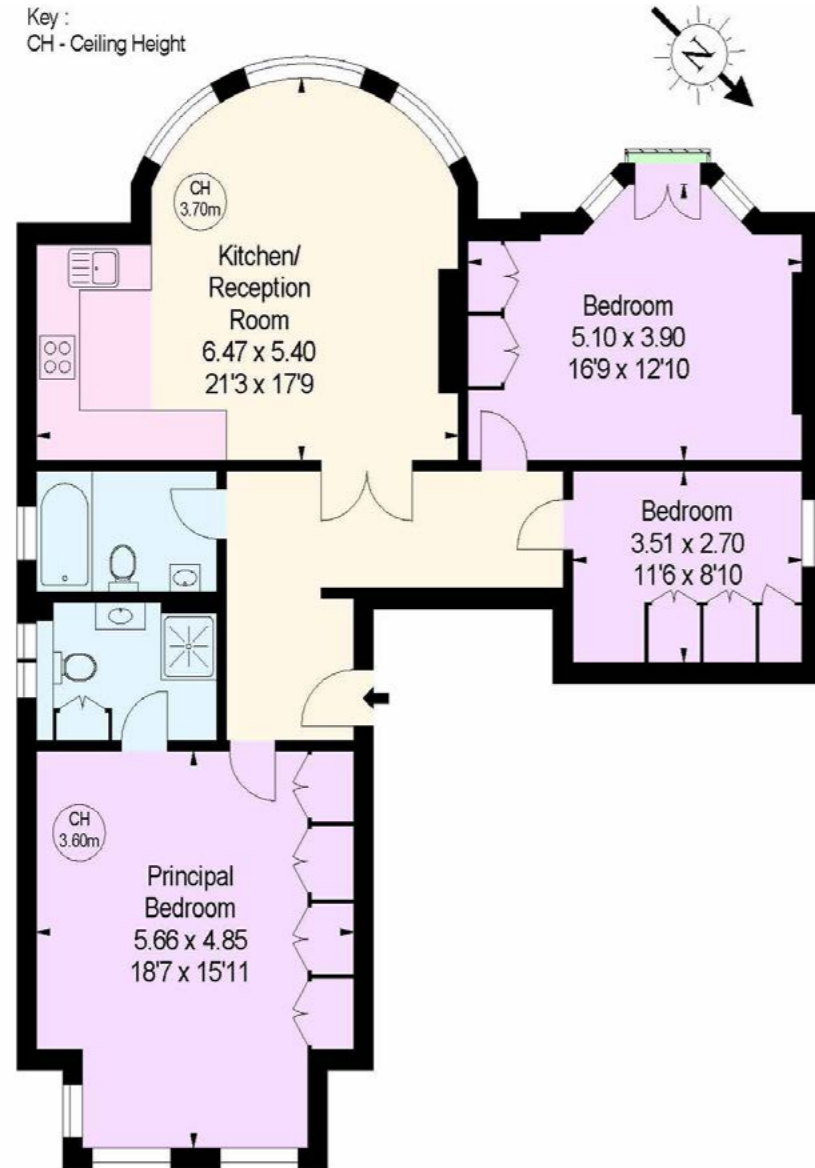 Key :
CH - Ceiling Height
N
CH
3.70m
Kitchen/
Reception
Room
6.47 x 5.40
21'3 x 17'9
Bedroom
5.10 x 3.90
16'9 x 12'10
Bedroom
3.51 x 2.70
11'6 x 8'10
CH
3.60m
Principal
Bedroom
5.66 x 4.85
18'7 x 15'11